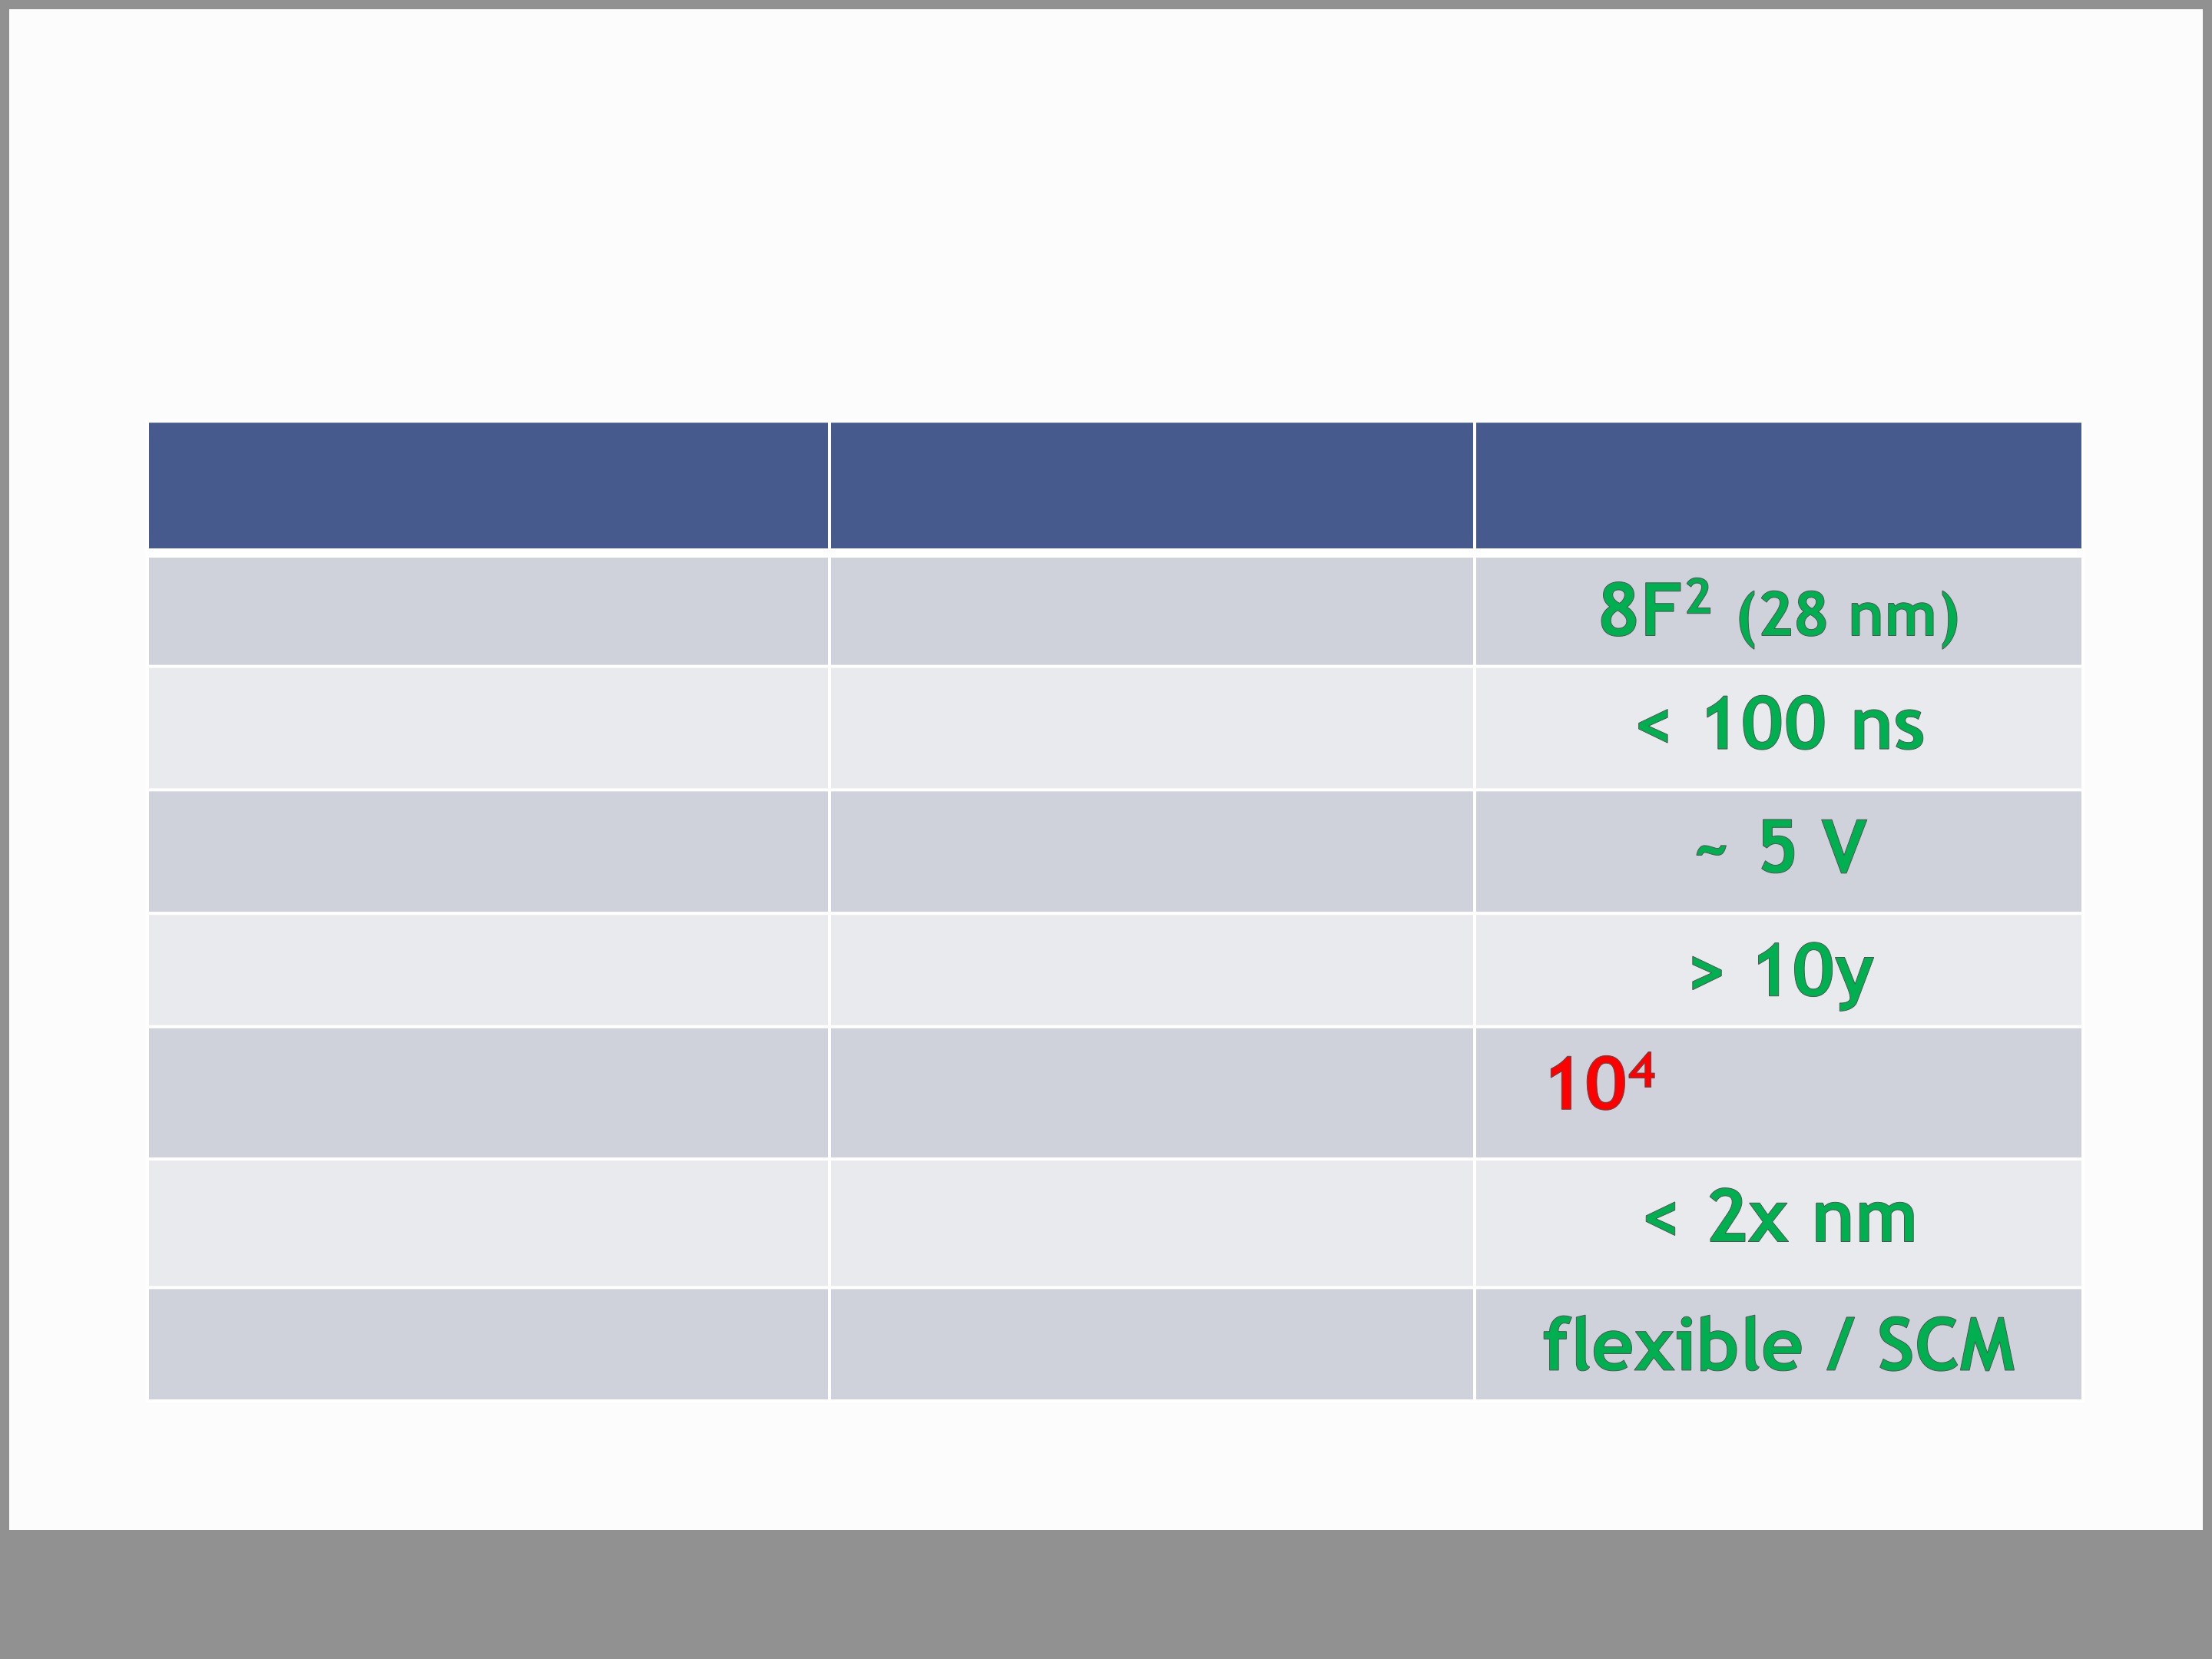 8F² (28 nm)
< 100 ns
~ 5 V
> 10y
10⁴
< 2x nm
flexible / SCM